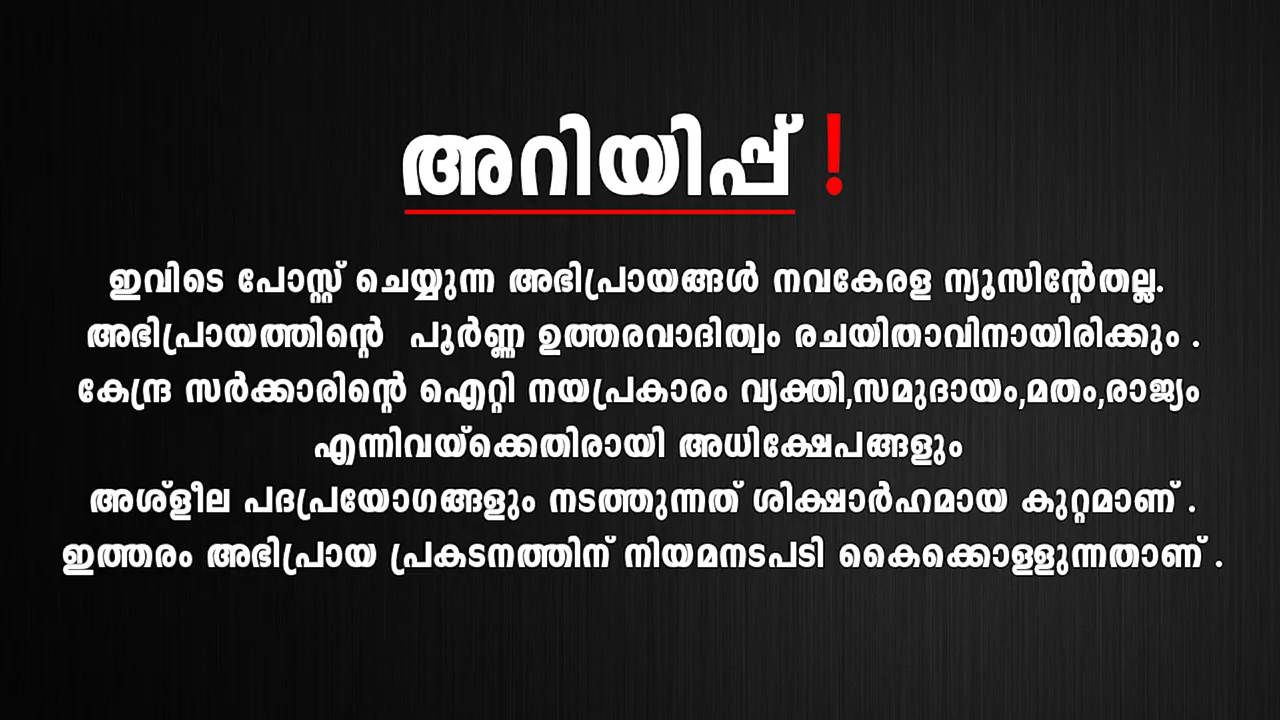 അറിയിപ്പ് !
ഇവിടെ പോസ്റ്റ് ചെയ്യുന്ന അഭിപ്രായങ്ങൾ നവകേരള ന്യൂസിന്റേതല്ല.
അഭിപ്രായത്തിന്റെ പൂർണ്ണ ഉത്തരവാദിത്വം രചയിതാവിനായിരിക്കും .
കേന്ദ്ര സർക്കാരിന്റെ ഐറ്റി നയപ്രകാരം വ്യക്തി,സമുദായം,മതം,രാജ്യം
എന്നിവയ്ക്കെതിരായി അധിക്ഷേപങ്ങളും
അശ്ളീല പദപ്രയോഗങ്ങളും നടത്തുന്നത് ശിക്ഷാർഹമായ കുറ്റമാണ് .
ഇത്തരം അഭിപ്രായ പ്രകടനത്തിന് നിയമനടപടി കൈക്കൊള്ളുന്നതാണ് .